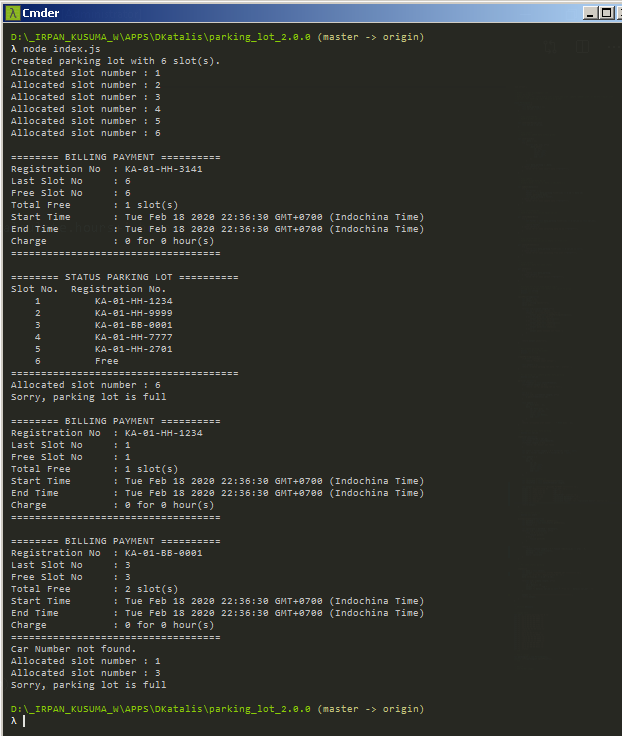 Cmder
D:\_IRPAN_KUSUMA_W\APPS\DKatalis\parking_lot_2.0.0 (master -> origin)
λ node index.js
Created parking lot with 6 slot(s).
Allocated slot number : 1
Allocated slot number : 2
Allocated slot number : 3
Allocated slot number : 4
Allocated slot number : 5
Allocated slot number : 6
======== BILLING PAYMENT ==========
Registration No  : KA-01-HH-3141
Last Slot No     : 6
Free Slot No     : 6
Total Free       : 1 slot(s)
Start Time       : Tue Feb 18 2020 22:36:30 GMT+0700 (Indochina Time)
End Time         : Tue Feb 18 2020 22:36:30 GMT+0700 (Indochina Time)
Charge           : 0 for 0 hour(s)
===================================
======== STATUS PARKING LOT ==========
Slot No.  Registration No.
1         KA-01-HH-1234
2         KA-01-HH-9999
3         KA-01-BB-0001
4         KA-01-HH-7777
5         KA-01-HH-2701
6         Free
======================================
Allocated slot number : 6
Sorry, parking lot is full
======== BILLING PAYMENT ==========
Registration No  : KA-01-HH-1234
Last Slot No     : 1
Free Slot No     : 1
Total Free       : 1 slot(s)
Start Time       : Tue Feb 18 2020 22:36:30 GMT+0700 (Indochina Time)
End Time         : Tue Feb 18 2020 22:36:30 GMT+0700 (Indochina Time)
Charge           : 0 for 0 hour(s)
===================================
======== BILLING PAYMENT ==========
Registration No  : KA-01-BB-0001
Last Slot No     : 3
Free Slot No     : 3
Total Free       : 2 slot(s)
Start Time       : Tue Feb 18 2020 22:36:30 GMT+0700 (Indochina Time)
End Time         : Tue Feb 18 2020 22:36:30 GMT+0700 (Indochina Time)
Charge           : 0 for 0 hour(s)
===================================
Car Number not found.
Allocated slot number : 1
Allocated slot number : 3
Sorry, parking lot is full
D:\_IRPAN_KUSUMA_W\APPS\DKatalis\parking_lot_2.0.0 (master -> origin)
λ